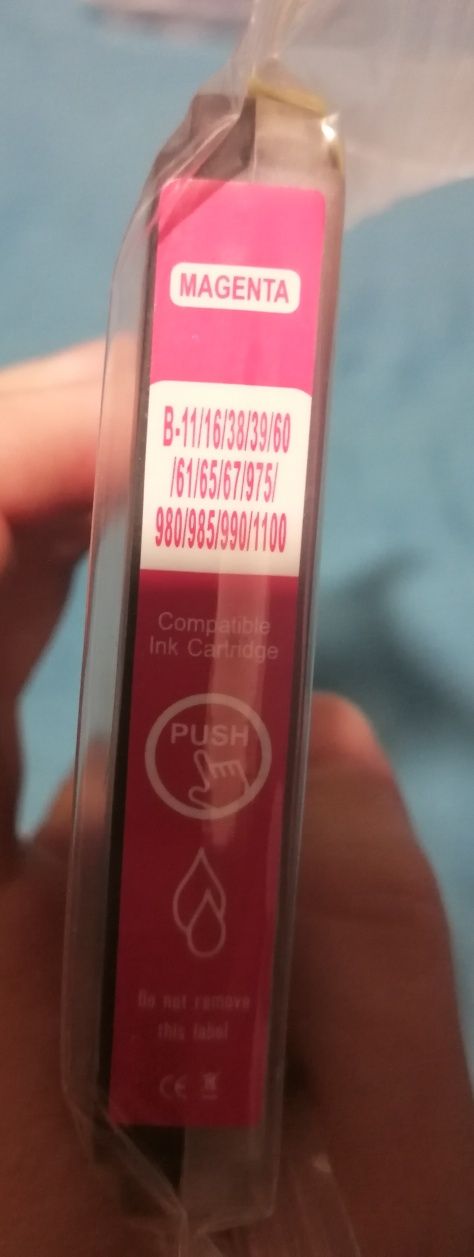 MAGENTA
B-11/16/38/39/60
/61/65/67/975/
980/985/990/1100
Compatible
Ink Cartridge
PUSH
Do not remove
this label
CE